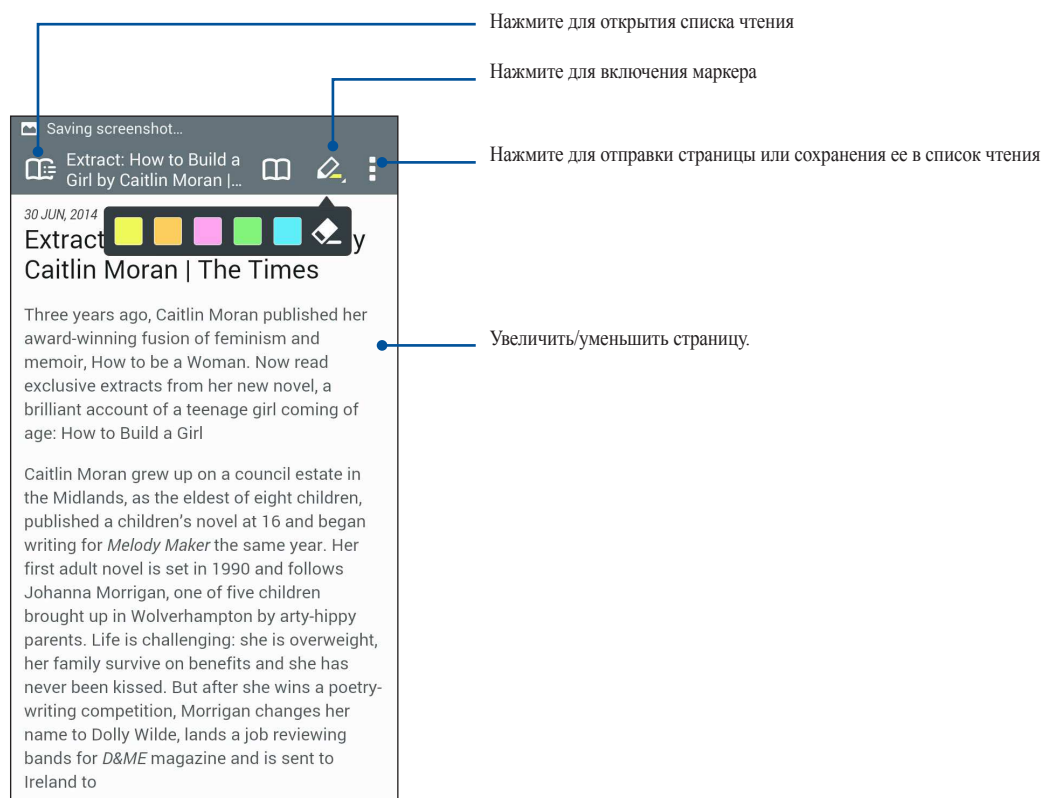 Нажмите для открытия списка чтения
Нажмите для включения маркера
Saving screenshot...
Extract: How to Build a
Girl by Caitlin Moran |...
Нажмите для отправки страницы или сохранения ее в список чтения
30 JUN, 2014
Extract y
Caitlin Moran | The Times
Three years ago, Caitlin Moran published her
award-winning fusion of feminism and
memoir, How to be a Woman. Now read
exclusive extracts from her new novel, a
brilliant account of a teenage girl coming of
age: How to Build a Girl
Увеличить/уменьшить страницу.
Caitlin Moran grew up on a council estate in
the Midlands, as the eldest of eight children,
published a children’s novel at 16 and began
writing for Melody Maker the same year. Her
first adult novel is set in 1990 and follows
Johanna Morrigan, one of five children
brought up in Wolverhampton by arty-hippy
parents. Life is challenging: she is overweight,
her family survive on benefits and she has
never been kissed. But after she wins a poetry-
writing competition, Morrigan changes her
name to Dolly Wilde, lands a job reviewing
bands for D&ME magazine and is sent to
Ireland to